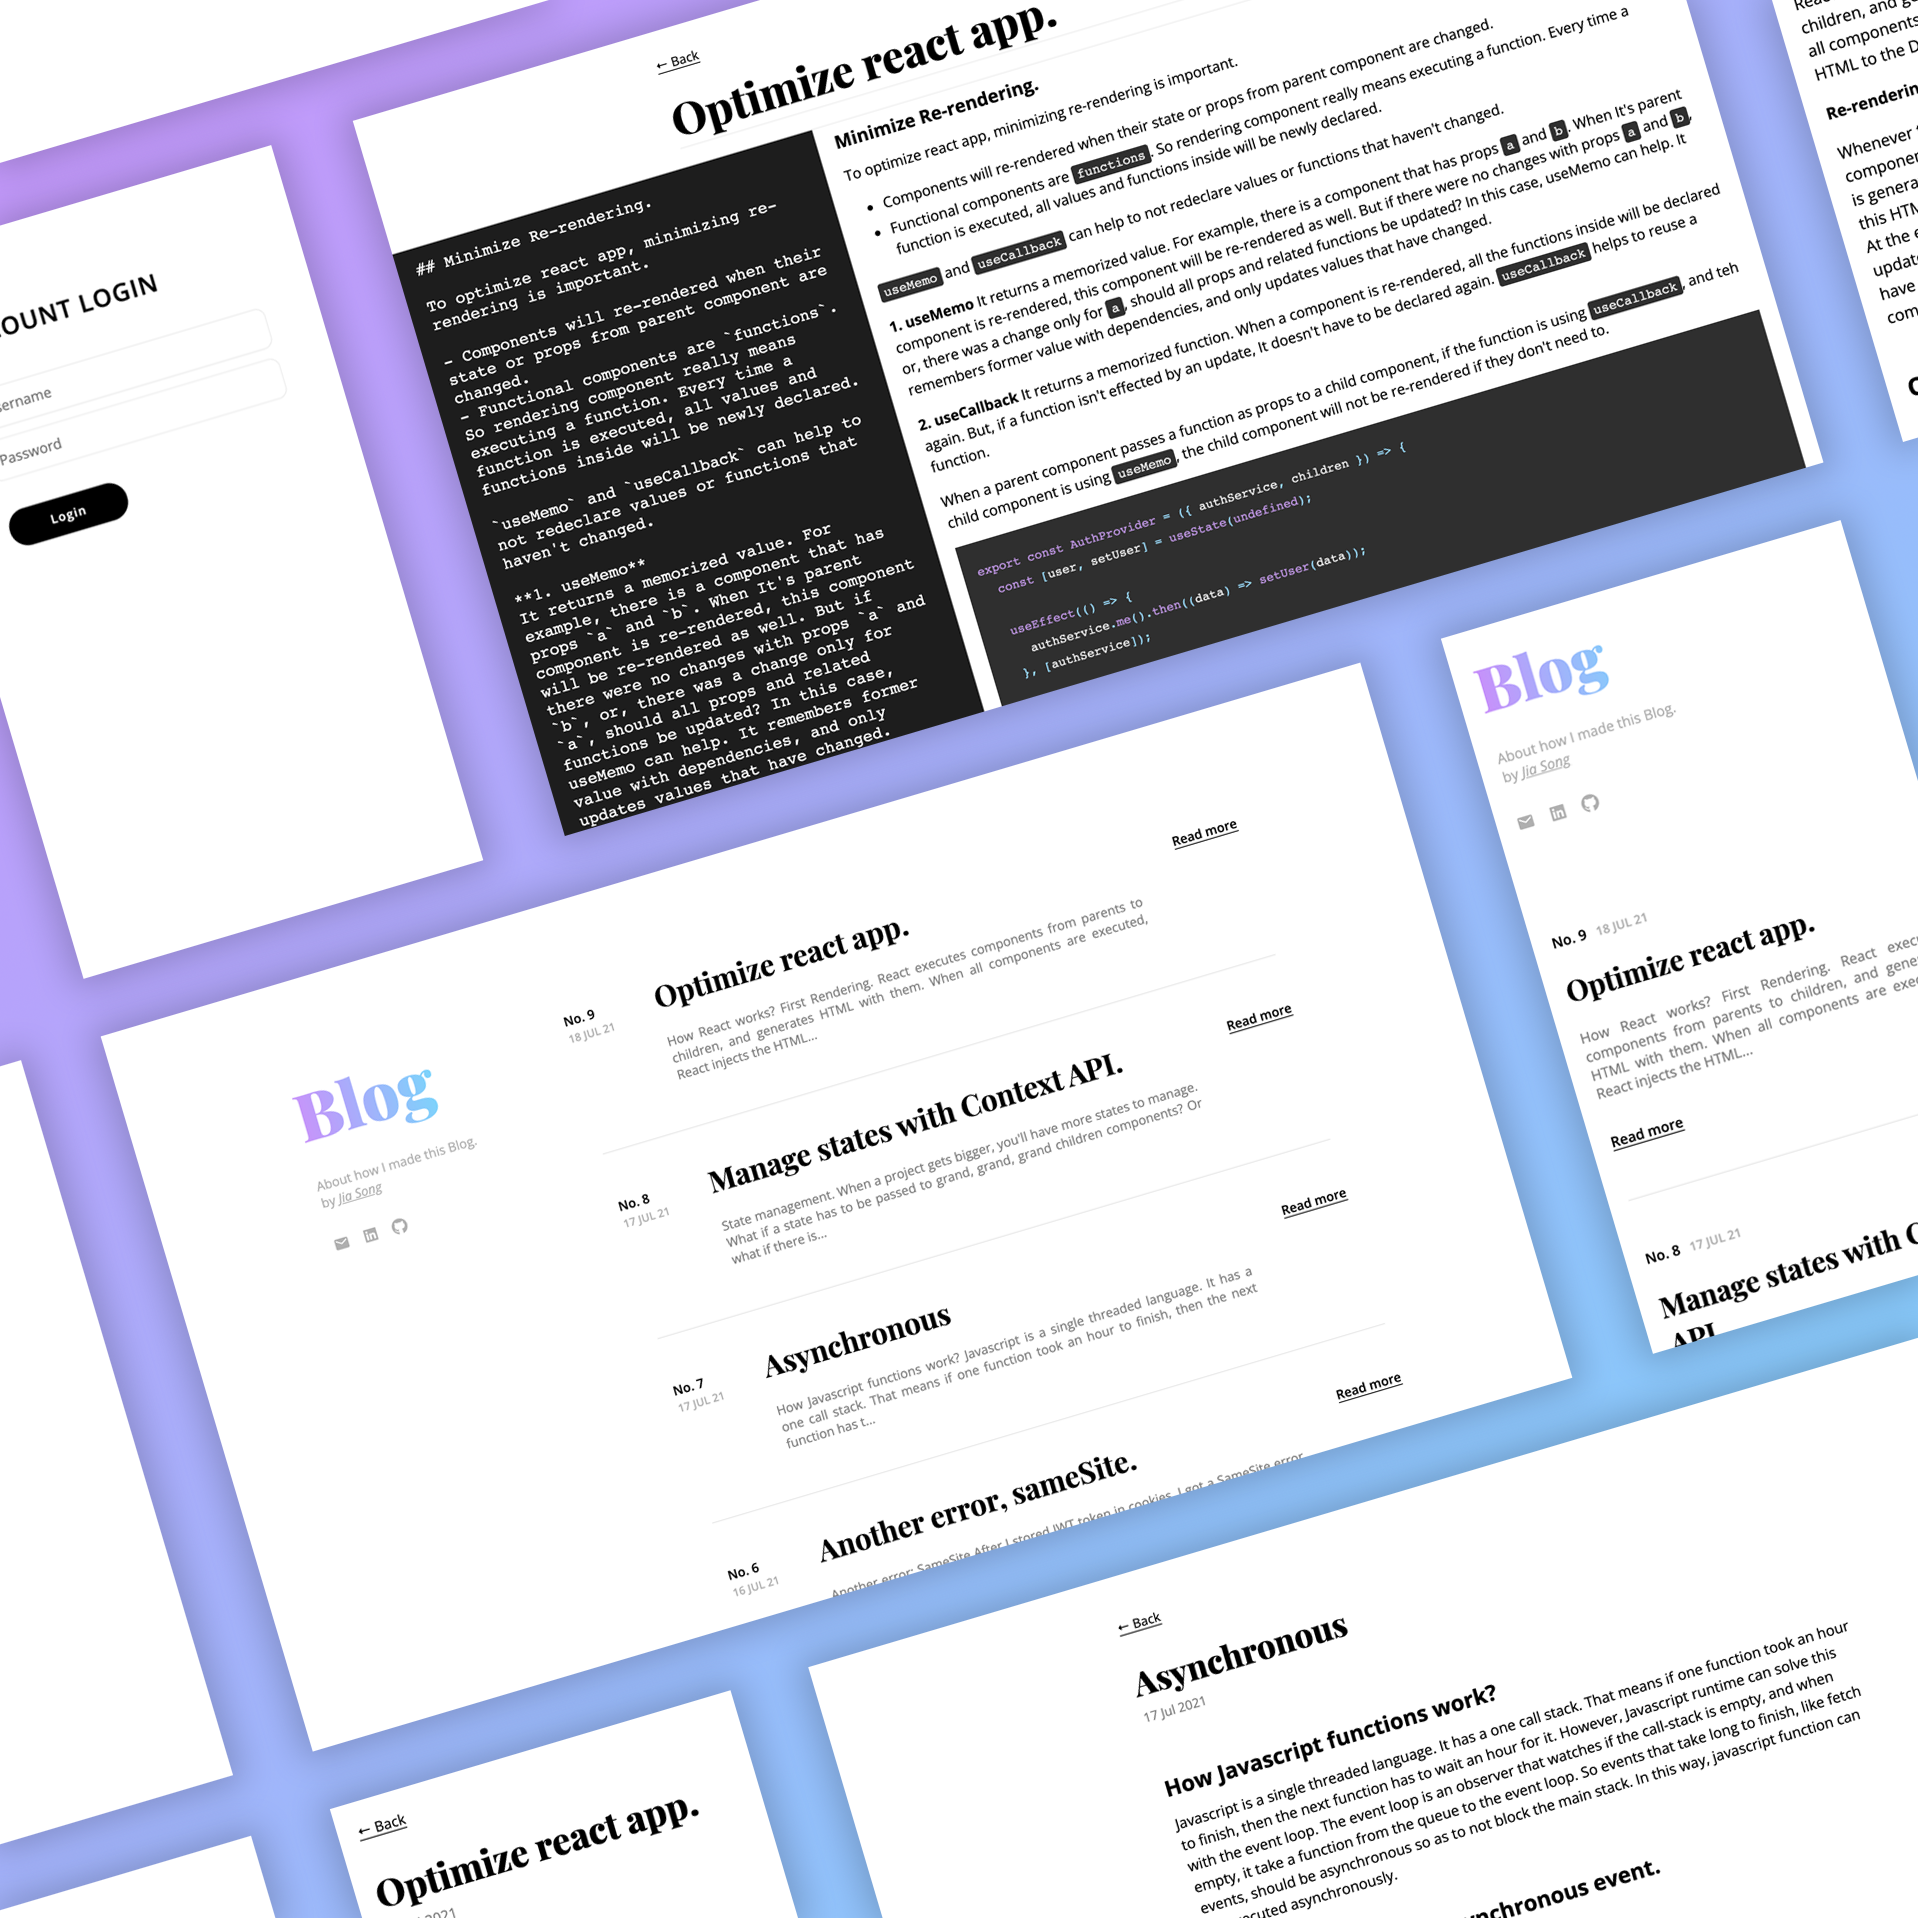 ← Back
Optimize react app.
## Minimize Re-rendering.
To optimize react app, minimizing re-
rendering is important.
- Components will re-rendered when their
state or props from parent component are
changed.
- Functional components are `functions`.
So rendering component really means
executing a function. Every time a
function is executed, all values and
functions inside will be newly declared.
`useMemo` and `useCallback` can help to
not redeclare values or functions that
haven't changed.
**1. useMemo**
It returns a memorized value. For
example, there is a component that has
props `a` and `b`. When It's parent
component is re-rendered, this component
will be re-rendered as well. But if
there were no changes with props `a` and
`b`, or, there was a change only for
`a`, should all props and related
functions be updated? In this case,
useMemo can help. It remembers former
value with dependencies, and only
updates values that have changed.
Minimize Re-rendering.
To optimize react app, minimizing re-rendering is important.
• Components will re-rendered when their state or props from parent component are changed.
• Functional components are functions. So rendering component really means executing a function. Every time a
function is executed, all values and functions inside will be newly declared.
useMemo and useCallback can help to not redeclare values or functions that haven't changed.
1. useMemo It returns a memorized value. For example, there is a component that has props a and b. When It's parent
component is re-rendered, this component will be re-rendered as well. But if there were no changes with props a and b,
or, there was a change only for a, should all props and related functions be updated? In this case, useMemo can help. It
remembers former value with dependencies, and only updates values that have changed.
2. useCallback It returns a memorized function. When a component is re-rendered, all the functions inside will be declared
again. But, if a function isn't effected by an update, It doesn't have to be declared again. useCallback helps to reuse a
function.
When a parent component passes a function as props to a child component, if the function is using useCallback, and teh
child component is using useMemo, the child component will not be re-rendered if they don't need to.
export const AuthProvider = ({ authService, children }) => {
const [user, setUser] = useState(undefined);
useEffect(() => {
authService.me().then((data) => setUser(data));
}, [authService]);
children, and g
all components
HTML to the D
Re-renderin
Whenever
componen
is genera
this HTM
At the e
update
have
com
OUNT LOGIN
sername
Password
Login
Blog
About how I made this Blog.
by Jia Song
No. 9
18 JUL 21
Optimize react app.
How React works? First Rendering. React executes components from parents to
children, and generates HTML with them. When all components are executed,
React injects the HTML...
Read more
No. 8
17 JUL 21
Manage states with Context API.
State management. When a project gets bigger, you'll have more states to manage.
What if a state has to be passed to grand, grand, grand children components? Or
what if there is...
Read more
No. 7
17 JUL 21
Asynchronous
How Javascript functions work? Javascript is a single threaded language. It has a
one call stack. That means if one function took an hour to finish, then the next
function has t...
Read more
No. 6
16 JUL 21
Another error, sameSite.
Another error: SameSite After I stored JWT token in cookies, I got a SameSite error
Read more
Blog
About how I made this Blog.
by Jia Song
No. 9 18 JUL 21
Optimize react app.
How React works? First Rendering. React exec
components from parents to children, and gene
HTML with them. When all components are exe
React injects the HTML...
Read more
No. 8 17 JUL 21
Manage states with C
API
← Back
Optimize react app.
2021
← Back
Asynchronous
17 Jul 2021
How Javascript functions work?
Javascript is a single threaded language. It has a one call stack. That means if one function took an hour
to finish, then the next function has to wait an hour for it. However, Javascript runtime can solve this
with the event loop. The event loop is an observer that watches if the call-stack is empty, and when
empty, it take a function from the queue to the event loop. So events that take long to finish, like fetch
events, should be asynchronous so as to not block the main stack. In this way, javascript function can
ecuted asynchronously.
nchronous event.